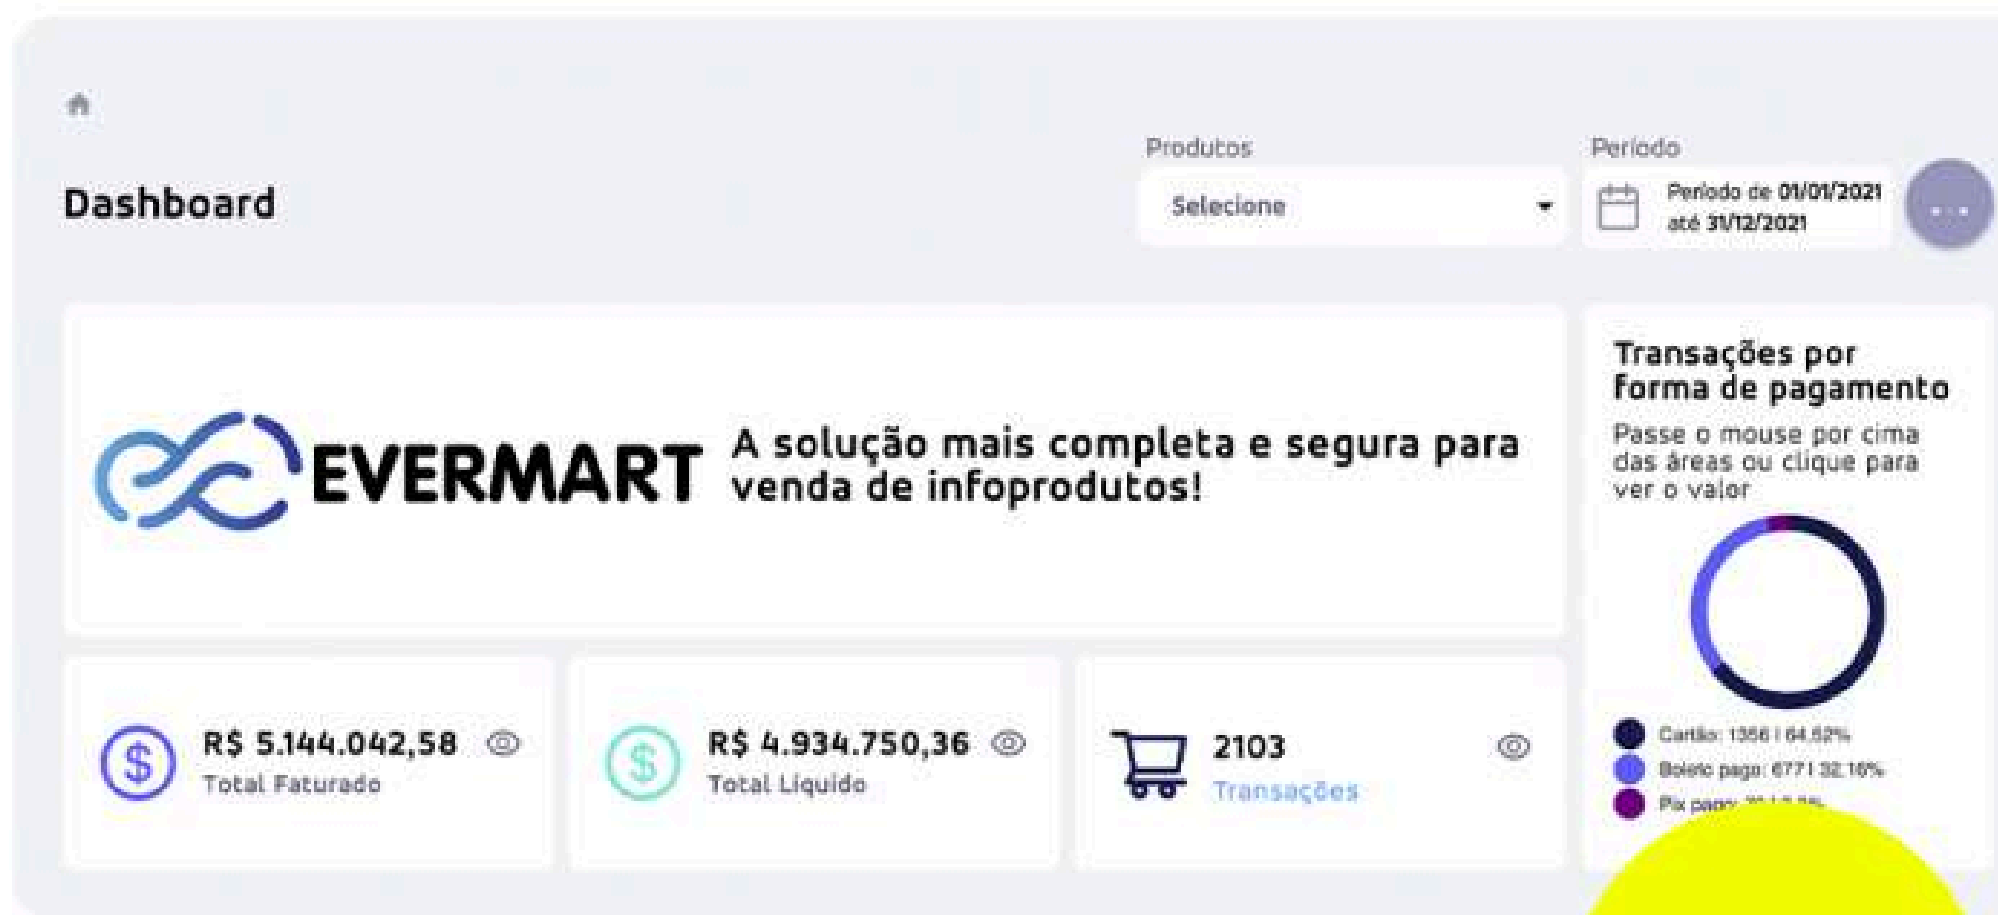 Produtos
Período
Dashboard
Selecione
Período de 01/01/2021
até 31/12/2021
EVERMART
A solução mais completa e segura para
venda de infoprodutos!
Transações por
forma de pagamento
Passe o mouse por cima
das áreas ou clique para
ver o valor
R$ 5.144.042,58
Total Faturado
R$ 4.934.750,36
Total Líquido
2103
Transações
Cartão: 1356 | 64.52%
Boleto pago: 677 | 32.16%
Pix pago: